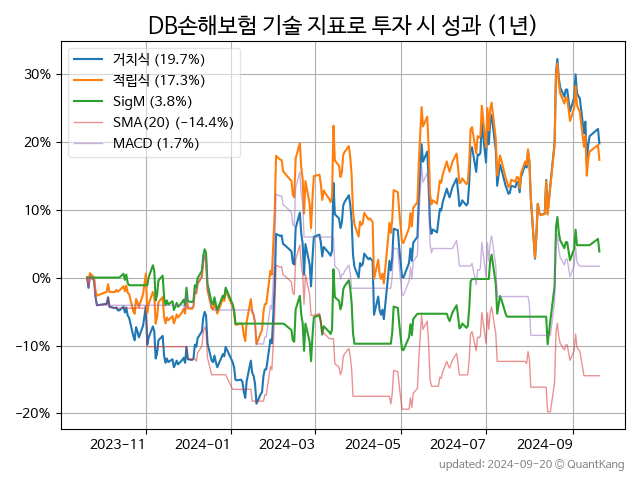 DB손해보험 기술 지표로 투자 시 성과 (1년)
거치식 (19.7%)
적립식 (17.3%)
SigM (3.8%)
SMA(20) (−14.4%)
MACD (1.7%)
30%
20%
10%
0%
−10%
−20%
2023-11 2024-01 2024-03 2024-05 2024-07 2024-09
updated: 2024-09-20 © QuantKang